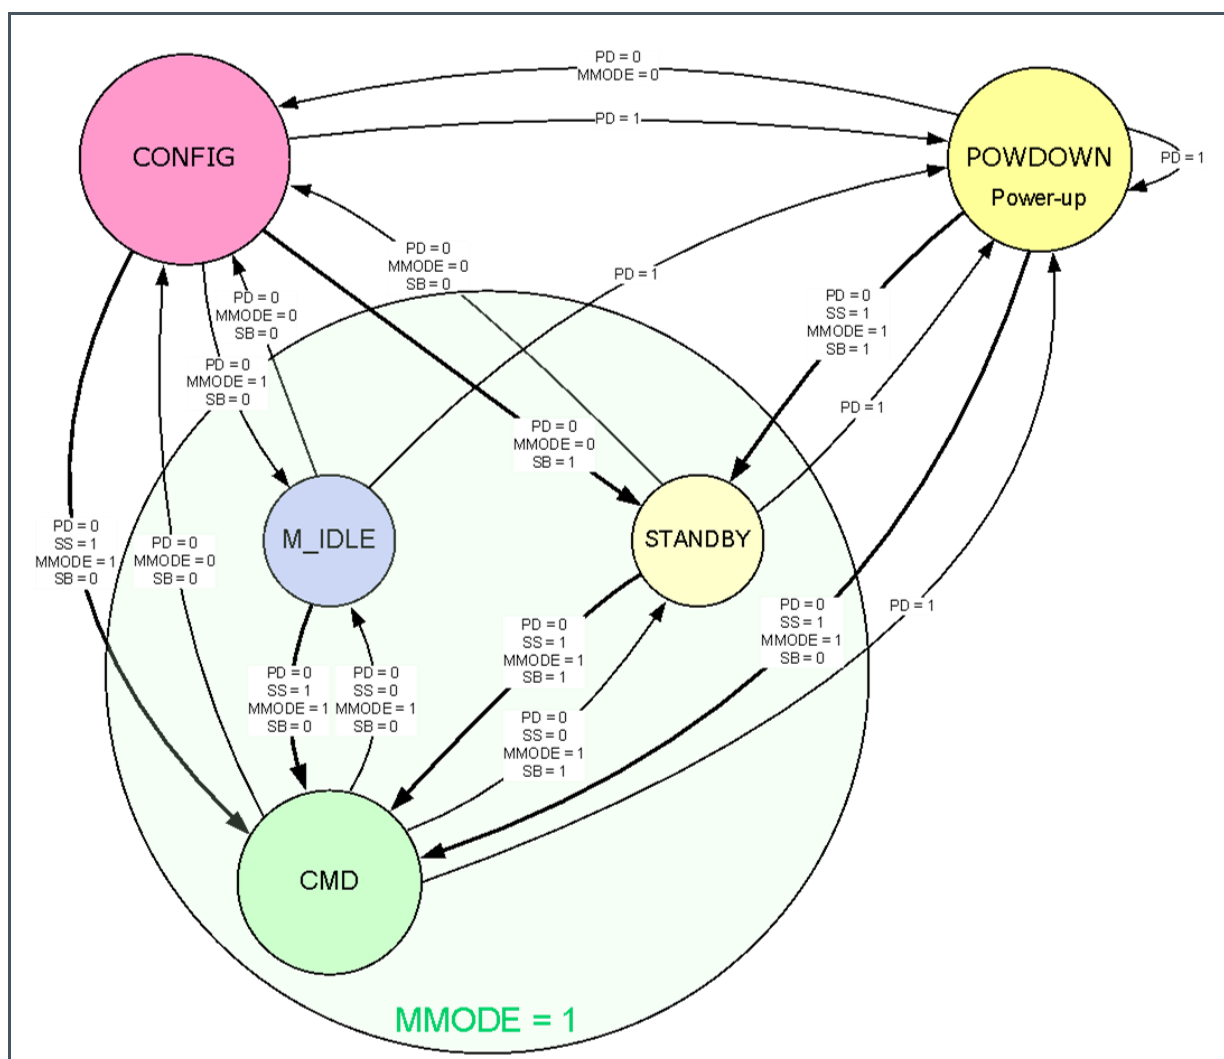 PD = 0
MMODE = 0
PD = 1
CONFIG
POWDOWN
Power-up
PD = 1
PD = 0
MMODE = 0
SB = 0
PD = 1
PD = 0
MMODE = 0
SB = 0
PD = 0
SS = 1
MMODE = 1
SB = 1
PD = 0
MMODE = 1
SB = 0
PD = 1
PD = 0
MMODE = 0
SB = 1
M_IDLE
STANDBY
PD = 0
SS = 1
MMODE = 1
SB = 0
PD = 0
MMODE = 0
SB = 0
PD = 0
SS = 1
MMODE = 1
SB = 1
PD = 0
SS = 1
MMODE = 1
SB = 0
PD = 1
PD = 0
SS = 1
MMODE = 1
SB = 0
PD = 0
SS = 0
MMODE = 1
SB = 0
PD = 0
SS = 0
MMODE = 1
SB = 1
CMD
MMODE = 1